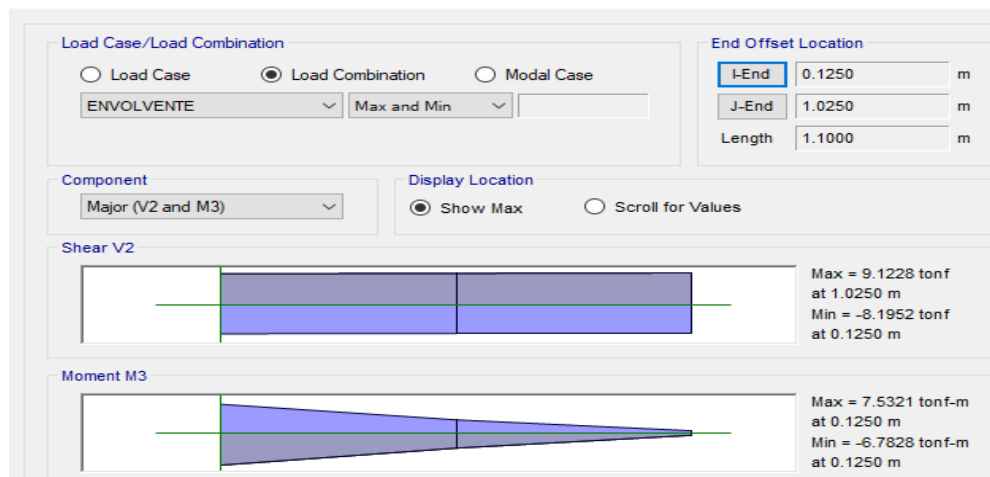 Load Case/Load Combination
End Offset Location
Load Case
Load Combination
Modal Case
I-End 0.1250 m
ENVOLVENTE Max and Min
J-End 1.0250 m
Length 1.1000 m
Component
Display Location
Major (V2 and M3)
Show Max
Scroll for Values
Shear V2
Max = 9.1228 tonf
at 1.0250 m
Min = -8.1952 tonf
at 0.1250 m
Moment M3
Max = 7.5321 tonf-m
at 0.1250 m
Min = -6.7828 tonf-m
at 0.1250 m